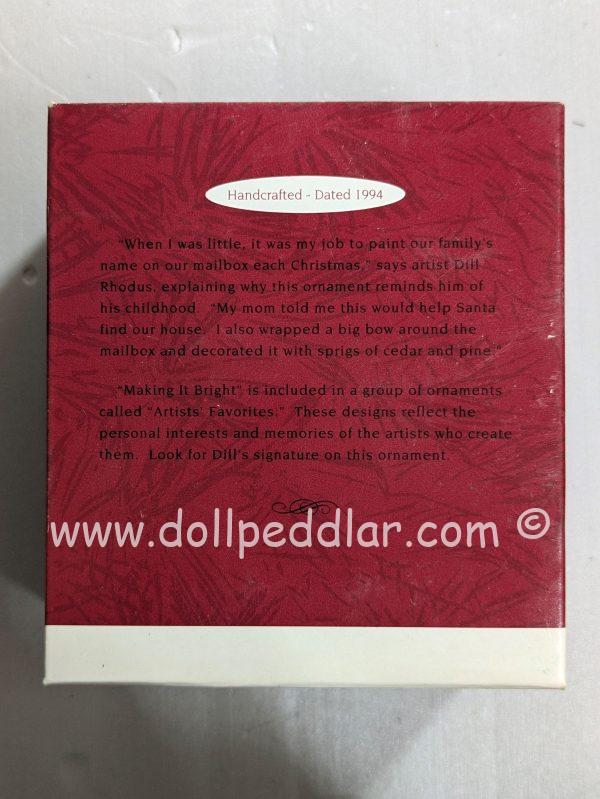 Handcrafted - Dated 1994
"When I was little, it was my job to paint our family's
name on our mailbox each Christmas," says artist Dill
Rhodus, explaining why this ornament reminds him of
his childhood. "My mom told me this would help Santa
find our house. I also wrapped a big bow around the
mailbox and decorated it with sprigs of cedar and pine."
"Making It Bright" is included in a group of ornaments
called "Artists' Favorites." These designs reflect the
personal interests and memories of the artists who create
them. Look for Dill's signature on this ornament.
www.dollpeddlar.com ©